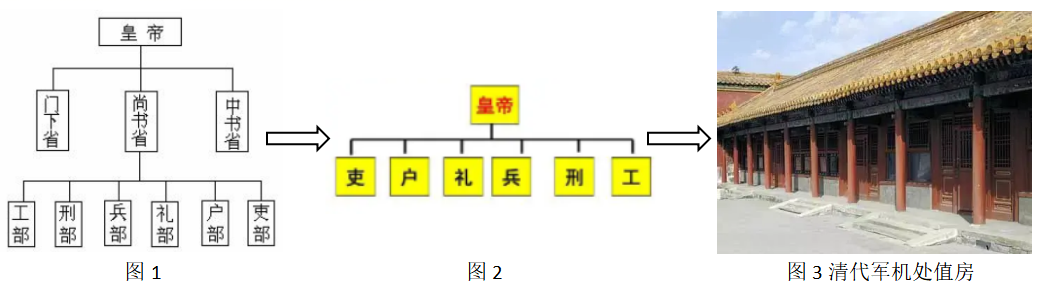 皇帝
门下省
尚书省
中书省
工部
刑部
兵部
礼部
户部
吏部
图1
皇帝
吏
户
礼
兵
刑
工
图2
图3清代军机处值房